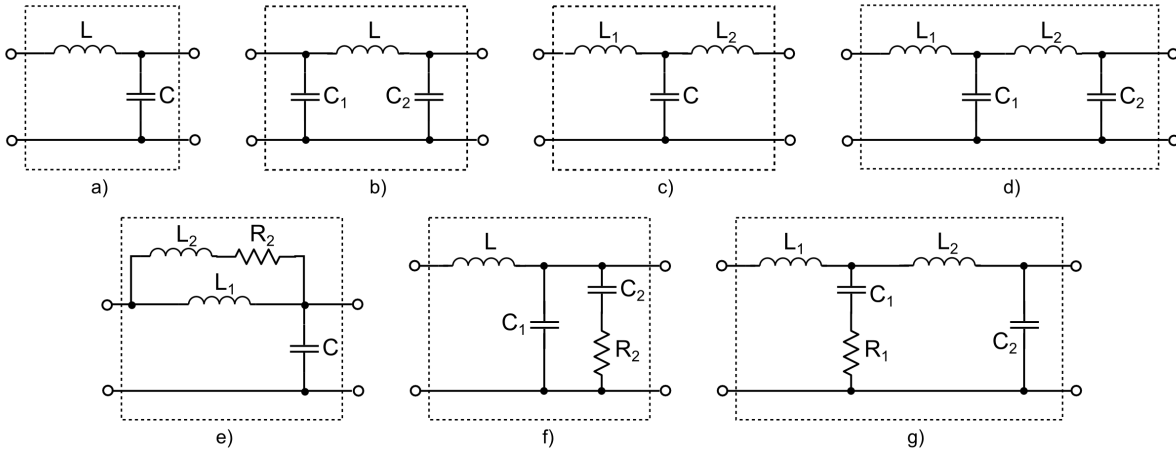 L
C
a)
L
C₁
C₂
b)
L₁
L₂
C
c)
L₁
L₂
C₁
C₂
d)
L₂
R₂
L₁
C
e)
L
C₂
C₁
R₂
f)
L₁
L₂
C₁
R₁
C₂
g)